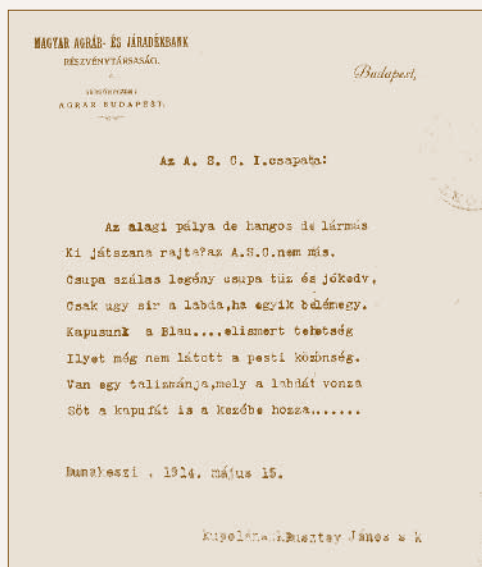 MAGYAR AGRÁR- ÉS JÁRADÉKBANK
RÉSZVÉNYTÁRSASÁG.
AGRAR BUDAPEST.
Budapest,
Az A. S. C. I.csapata:
Az alagi pálya de hangos de lármás
Ki játszana rajta?az A.S.C.nem más.
Csupa szálas legény csupa tüz és jókedv,
Csak ugy sir a labda,ha egyik belémegy.
Kapusunk a Blau....elismert tehetség
Ilyet még nem látott a pesti közönség.
Van egy talizmánja,mely a labdát vonza
Söt a kapufát is a kezébe hozza.......
Dunakeszi , 1914. május 15.
Pusztay János s k